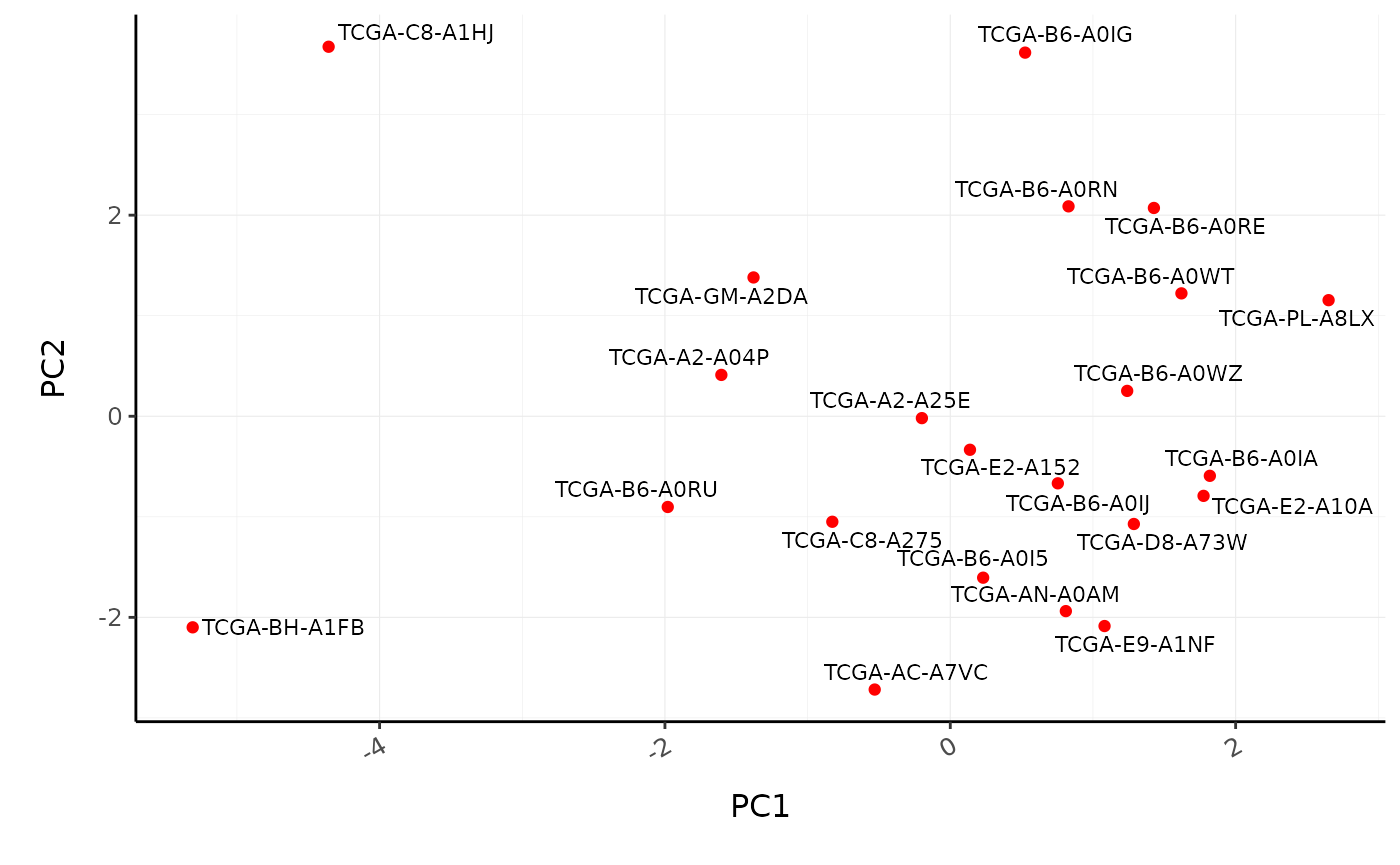 TCGA-C8-A1HJ
TCGA-B6-A0IG
TCGA-B6-A0RN
2
TCGA-B6-A0RE
TCGA-B6-A0WT
TCGA-GM-A2DA
TCGA-PL-A8LX
TCGA-A2-A04P
PC2
TCGA-B6-A0WZ
TCGA-A2-A25E
0
TCGA-B6-A0IA
TCGA-E2-A152
TCGA-B6-A0RU
TCGA-B6-A0IJ
TCGA-E2-A10A
TCGA-C8-A275
TCGA-D8-A73W
TCGA-B6-A0I5
TCGA-AN-A0AM
-2
TCGA-BH-A1FB
TCGA-E9-A1NF
TCGA-AC-A7VC
-4
-2
0
2
PC1